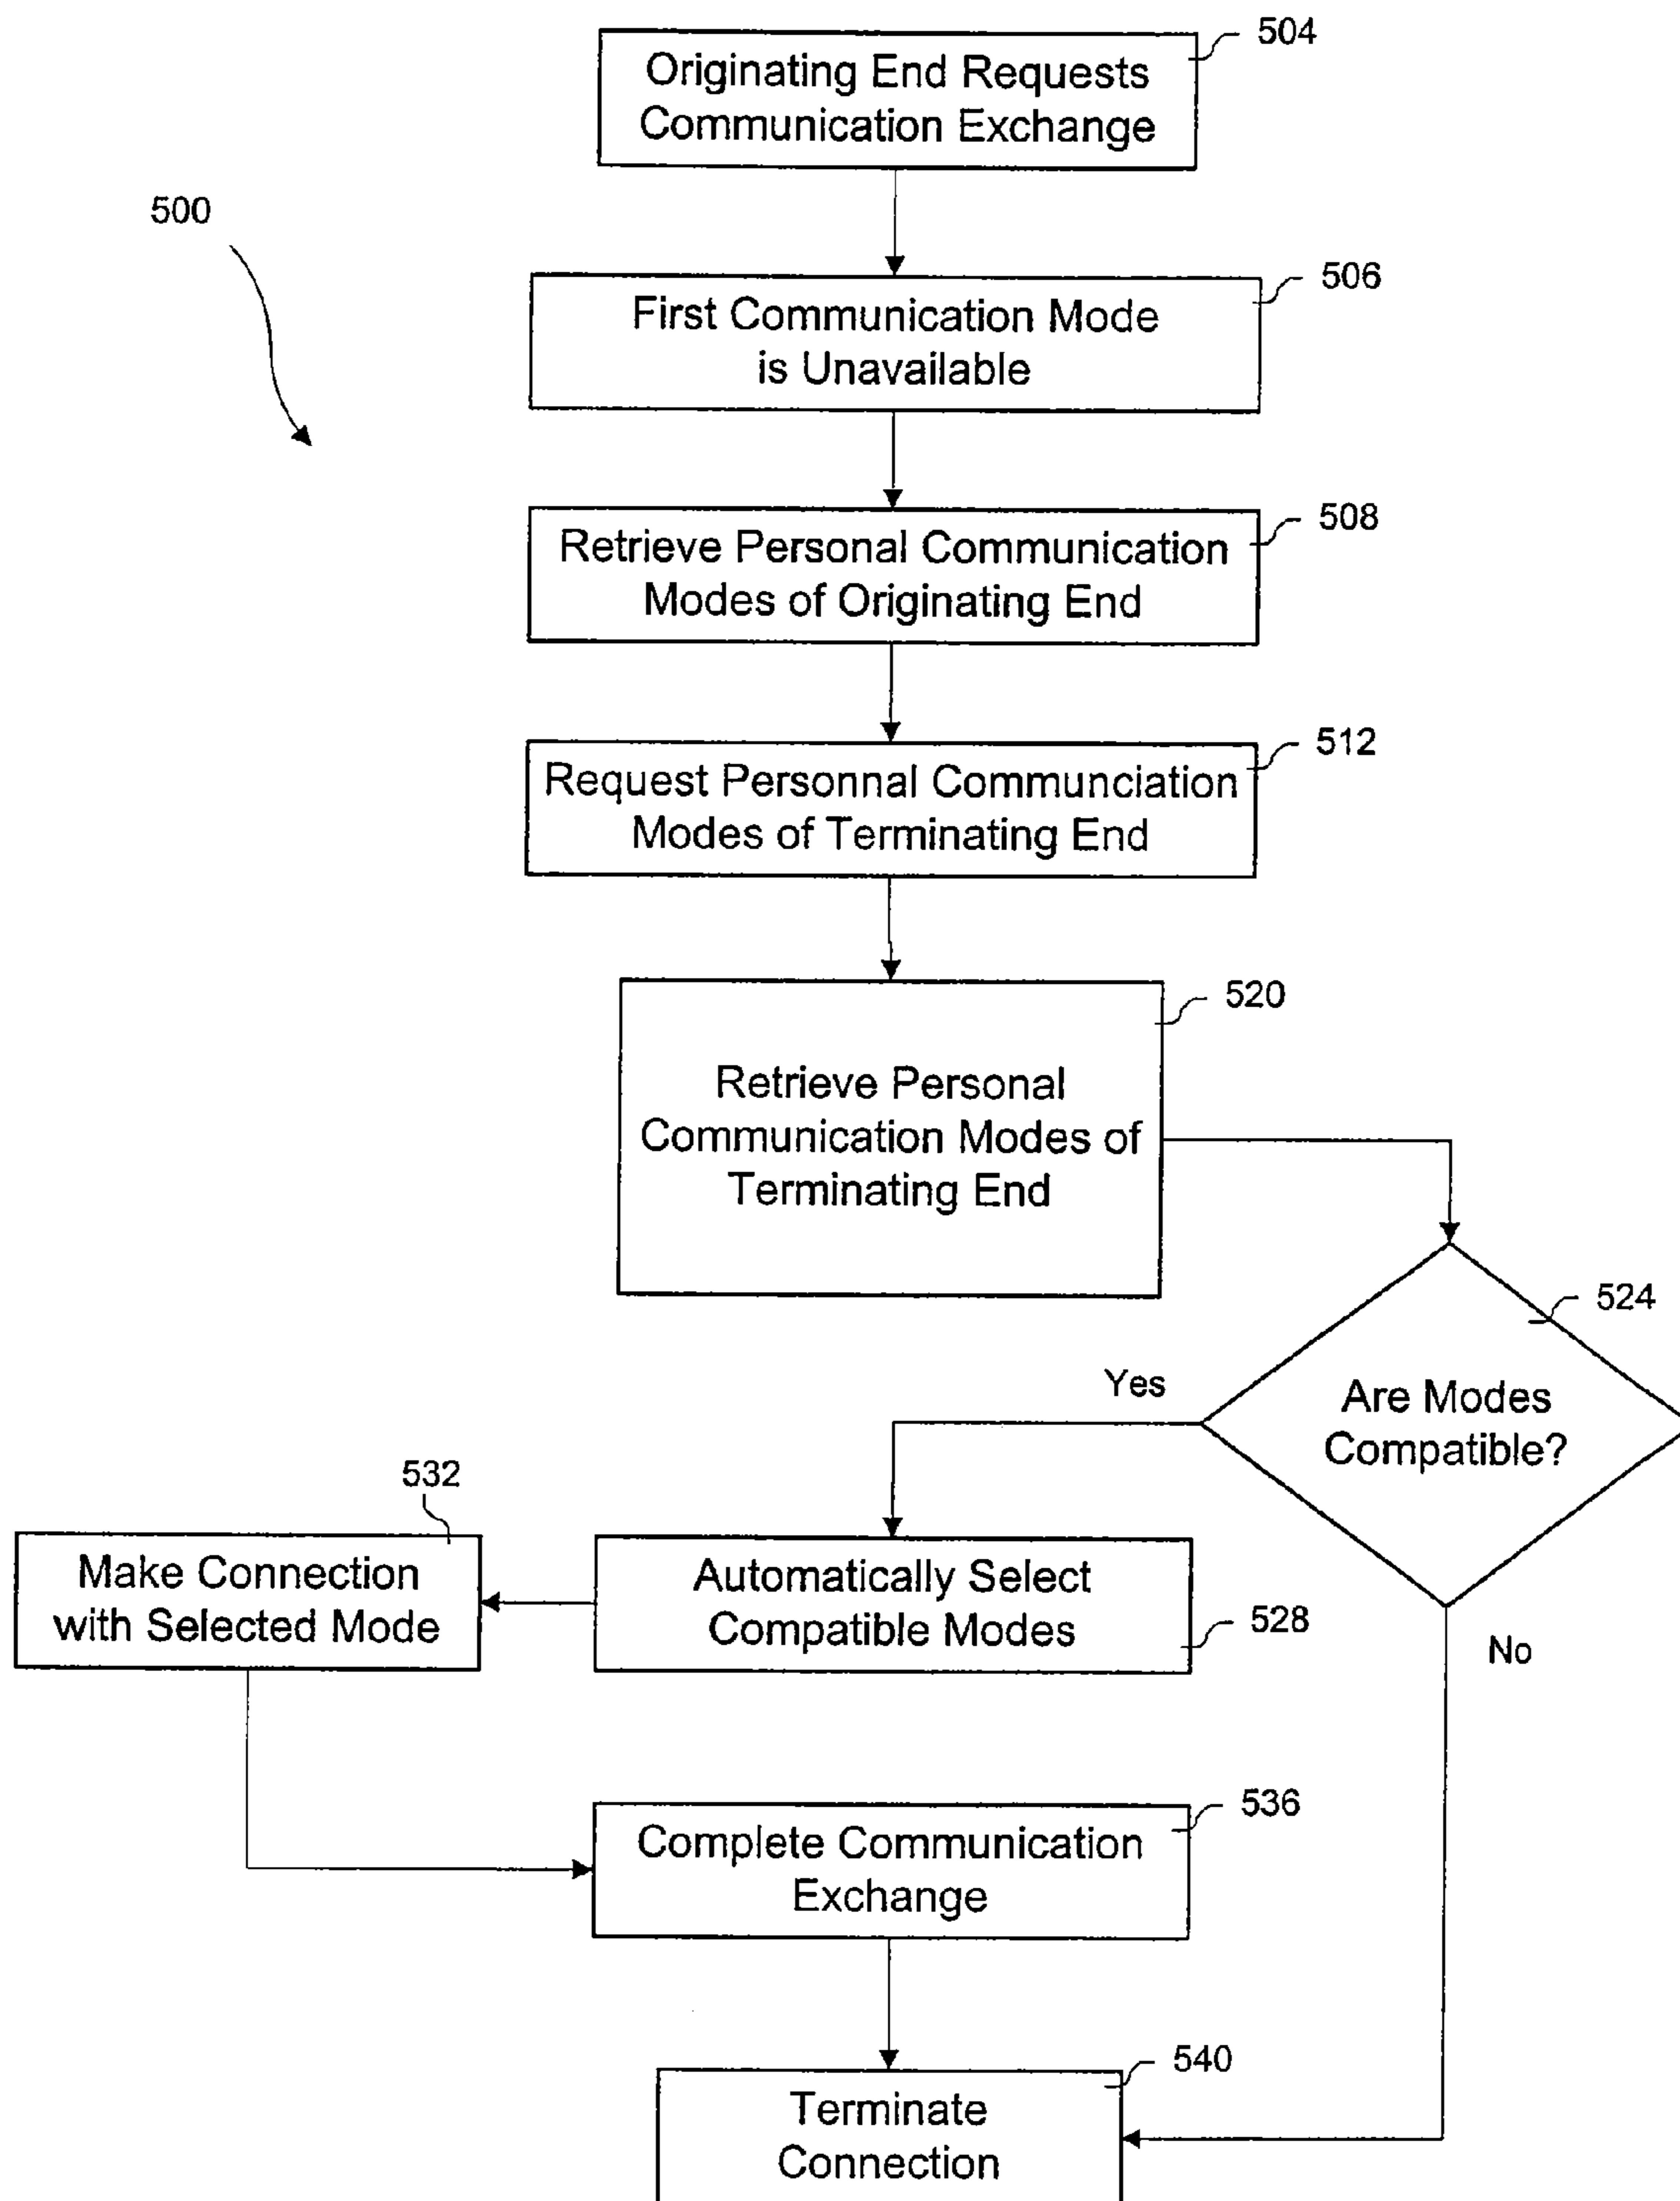 504
Originating End Requests
Communication Exchange
500
506
First Communication Mode
is Unavailable
508
Retrieve Personal Communication
Modes of Originating End
512
Request Personnal Communciation
Modes of Terminating End
520
Retrieve Personal
Communication Modes of
Terminating End
524
Are Modes
Compatible?
Yes
No
532
Make Connection
with Selected Mode
Automatically Select
Compatible Modes
528
536
Complete Communication
Exchange
540
Terminate
Connection